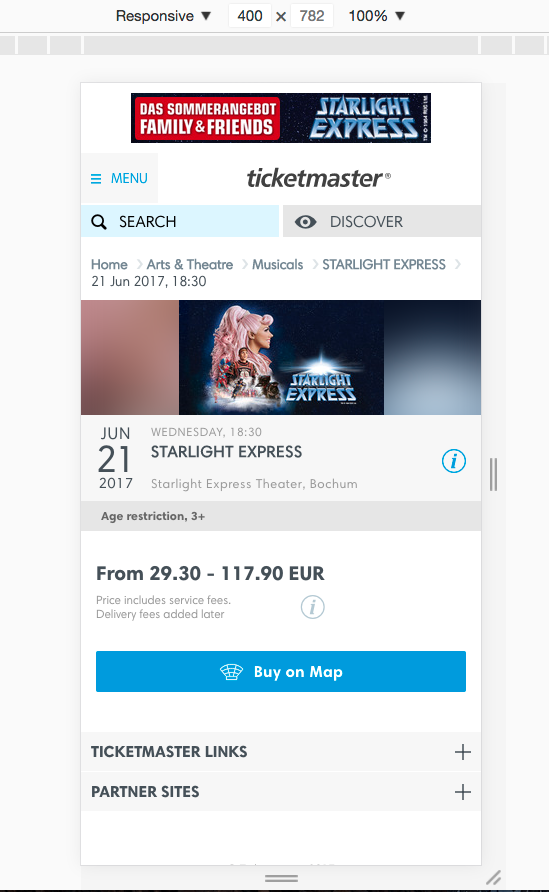 Responsive ▼ 400 × 782 100% ▼
DAS SOMMERANGEBOT
FAMILY & FRIENDS
STARLIGHT
EXPRESS
MENU
ticketmaster®
SEARCH
DISCOVER
Home > Arts & Theatre > Musicals > STARLIGHT EXPRESS >
21 Jun 2017, 18:30
STARLIGHT
EXPRESS
JUN
21
2017
WEDNESDAY, 18:30
STARLIGHT EXPRESS
Starlight Express Theater, Bochum
i
Age restriction, 3+
From 29.30 - 117.90 EUR
Price includes service fees.
Delivery fees added later
i
Buy on Map
TICKETMASTER LINKS +
PARTNER SITES +